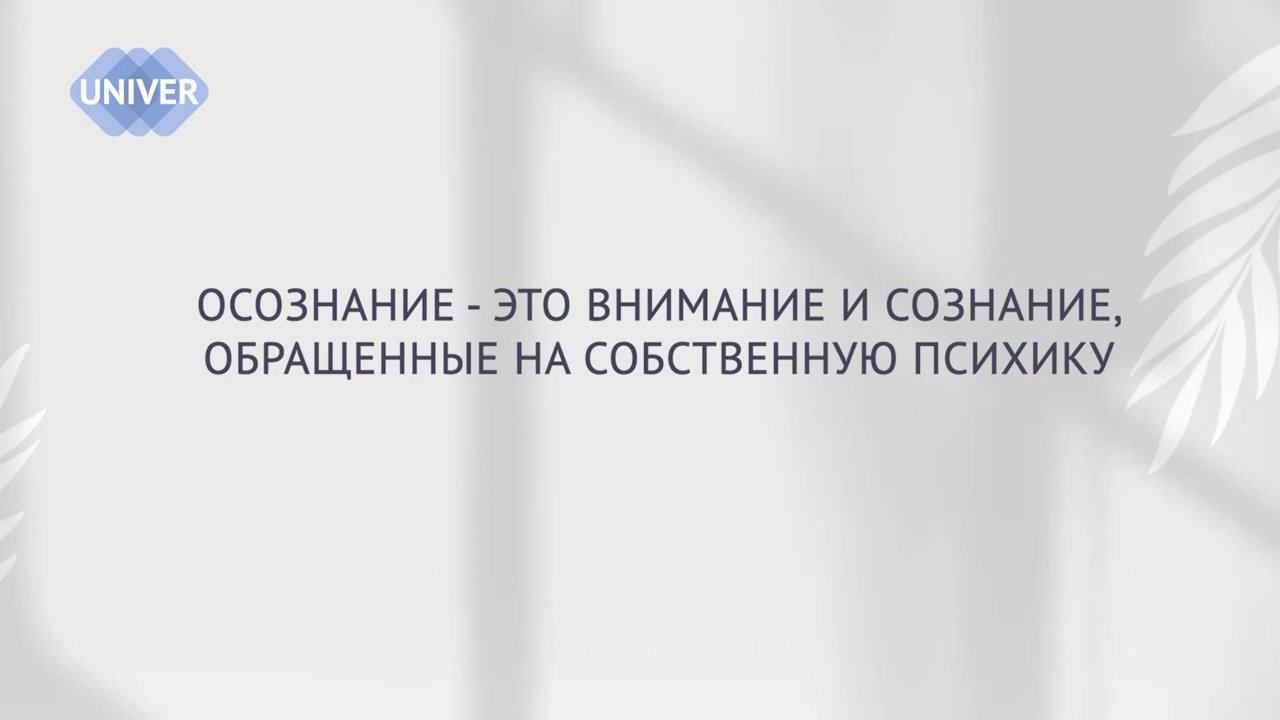 UNIVER
ОСОЗНАНИЕ - ЭТО ВНИМАНИЕ И СОЗНАНИЕ,
ОБРАЩЕННЫЕ НА СОБСТВЕННУЮ ПСИХИКУ